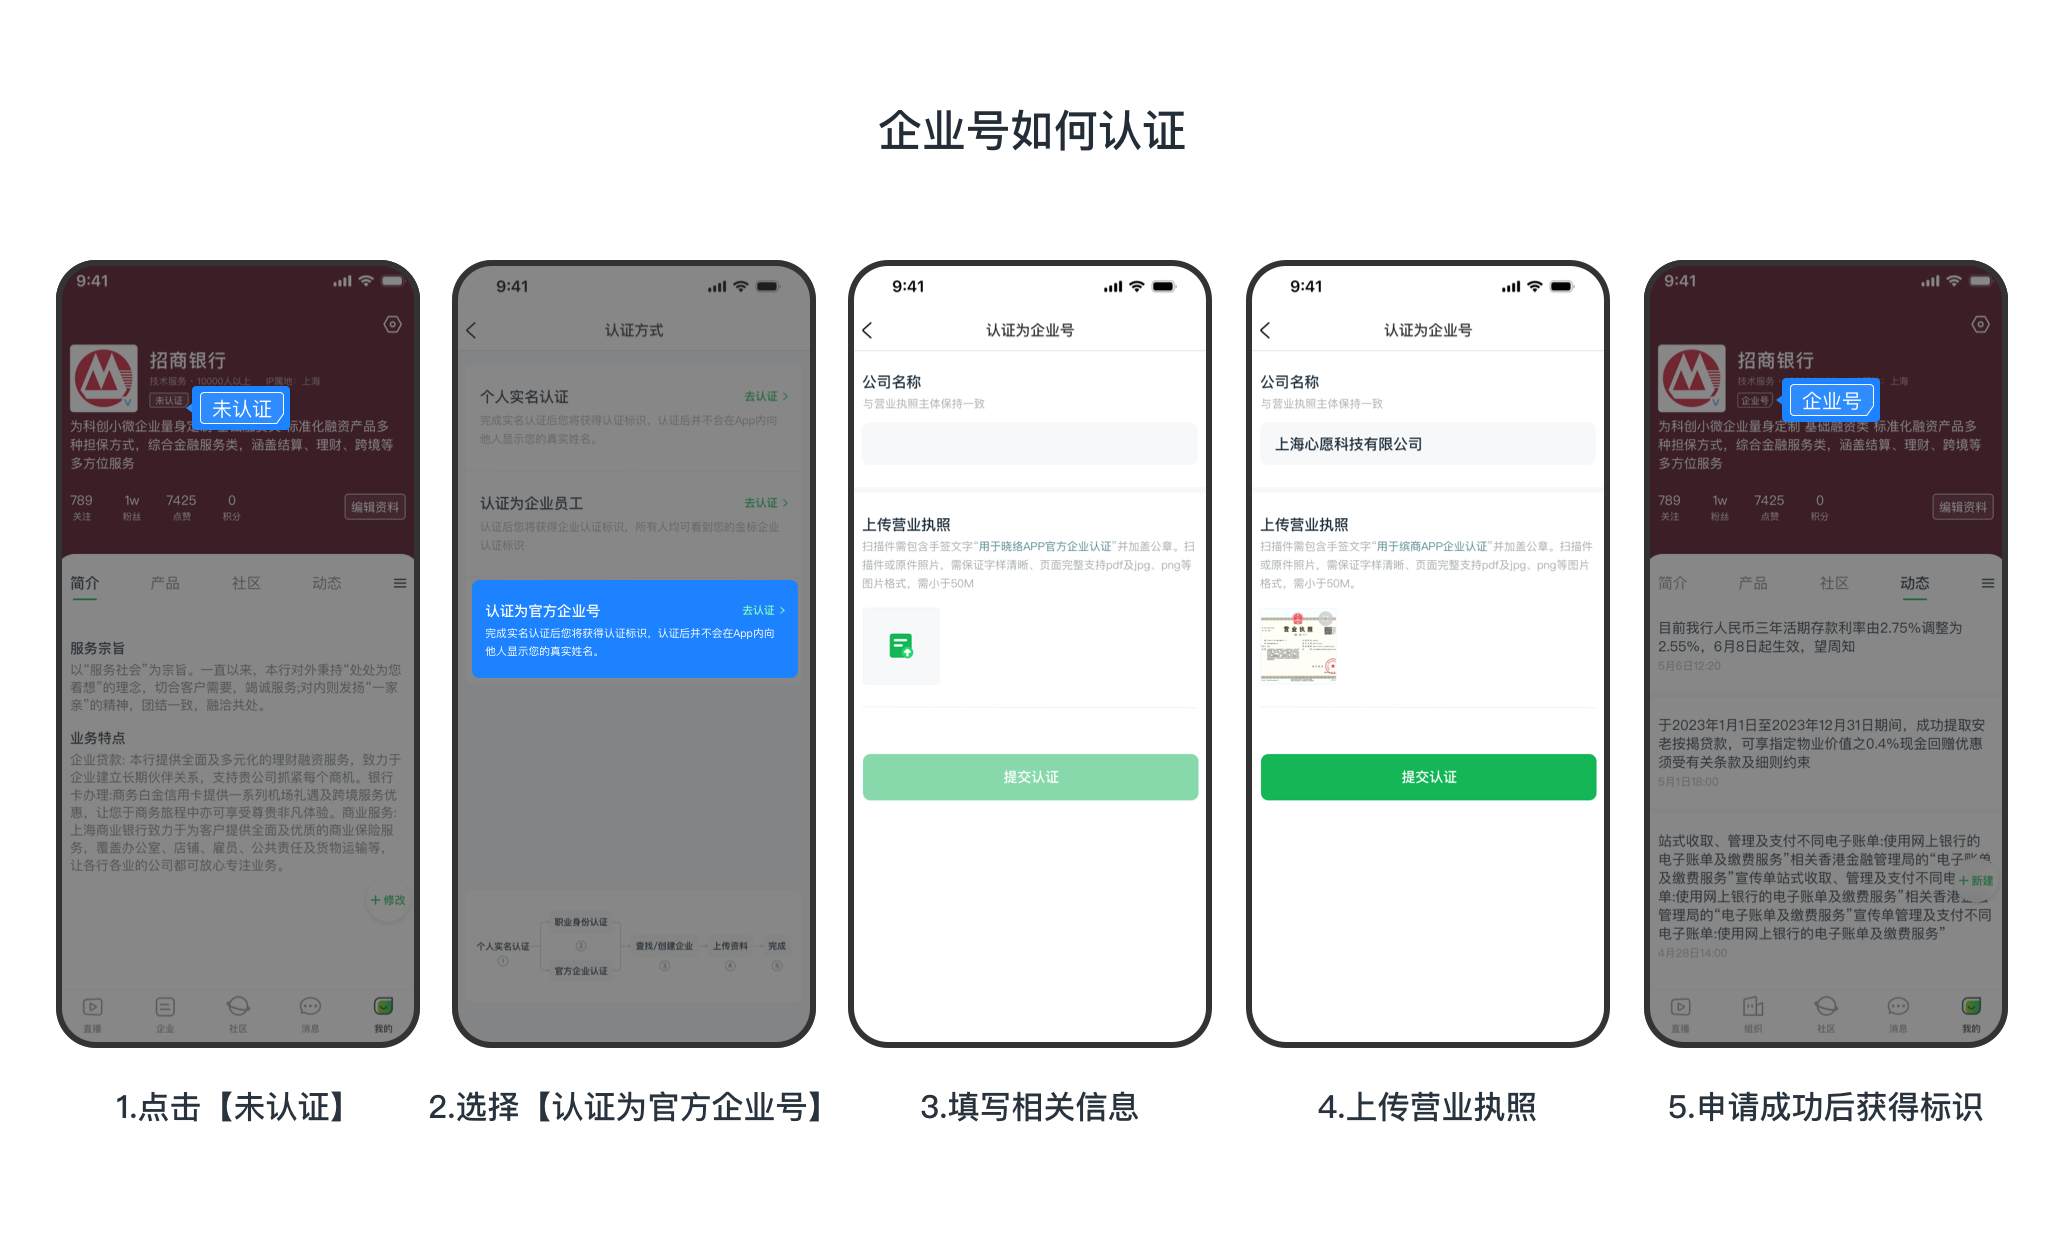 企业号如何认证
9:41
招商银行
技术服务·10000人以上 IP属地：上海
未认证
未认证
为科创小微企业量身定制 基础融资类 标准化融资产品多
种担保方式，综合金融服务类，涵盖结算、理财、跨境等
多方位服务
789 1w 7425 0
关注 粉丝 点赞 积分
编辑资料
简介 产品 社区 动态
服务宗旨
以“服务社会”为宗旨。一直以来，本行对外秉持“处处为您
着想”的理念，切合客户需要，竭诚服务;对内则发扬“一家
亲”的精神，团结一致，融洽共处。
业务特点
企业贷款: 本行提供全面及多元化的理财融资服务，致力于
企业建立长期伙伴关系，支持贵公司抓紧每个商机。银行
卡办理:商务白金信用卡提供一系列机场礼遇及跨境服务优
惠，让您于商务旅程中亦可享受尊贵非凡体验。商业服务:
上海商业银行致力于为客户提供全面及优质的商业保险服
务，覆盖办公室、店铺、雇员、公共责任及货物运输等，
让各行各业的公司都可放心专注业务。
+ 修改
直播 企业 社区 消息 我的
1.点击【未认证】
9:41
认证方式
个人实名认证
去认证 >
完成实名认证后您将获得认证标识，认证后并不会在App内向
他人显示您的真实姓名。
认证为企业员工
去认证 >
认证后您将获得企业认证标识，所有人均可看到您的金标企业
认证标识
认证为官方企业号
去认证 >
完成实名认证后您将获得认证标识，认证后并不会在App内向
他人显示您的真实姓名。
职业身份认证
②
个人实名认证
①
查找/创建企业
③
上传资料
④
完成
⑤
官方企业认证
2.选择【认证为官方企业号】
9:41
认证为企业号
公司名称
与营业执照主体保持一致
上传营业执照
扫描件需包含手签文字“用于晓络APP官方企业认证”并加盖公章。扫
描件或原件照片，需保证字样清晰、页面完整支持pdf及jpg、png等
图片格式，需小于50M
提交认证
3.填写相关信息
9:41
认证为企业号
公司名称
与营业执照主体保持一致
上海心愿科技有限公司
上传营业执照
扫描件需包含手签文字“用于缤商APP企业认证”并加盖公章。扫描件
或原件照片，需保证字样清晰、页面完整支持pdf及jpg、png等图片
格式，需小于50M。
营业执照
提交认证
4.上传营业执照
9:41
招商银行
技术服务· 上海
企业号
企业号
为科创小微企业量身定制 基础融资类 标准化融资产品多
种担保方式，综合金融服务类，涵盖结算、理财、跨境等
多方位服务
789 1w 7425 0
关注 粉丝 点赞 积分
编辑资料
简介 产品 社区 动态
目前我行人民币三年活期存款利率由2.75%调整为
2.55%，6月8日起生效，望周知
5月6日12:20
于2023年1月1日至2023年12月31日期间，成功提取安
老按揭贷款，可享指定物业价值之0.4%现金回赠优惠
须受有关条款及细则约束
5月1日18:00
站式收取、管理及支付不同电子账单:使用网上银行的
电子账单及缴费服务”相关香港金融管理局的“电子账单
及缴费服务”宣传单站式收取、管理及支付不同电
+ 新建
单:使用网上银行的电子账单及缴费服务”相关香港金融
管理局的“电子账单及缴费服务”宣传单管理及支付不同
电子账单:使用网上银行的电子账单及缴费服务”
4月28日14:00
直播 组织 社区 消息 我的
5.申请成功后获得标识